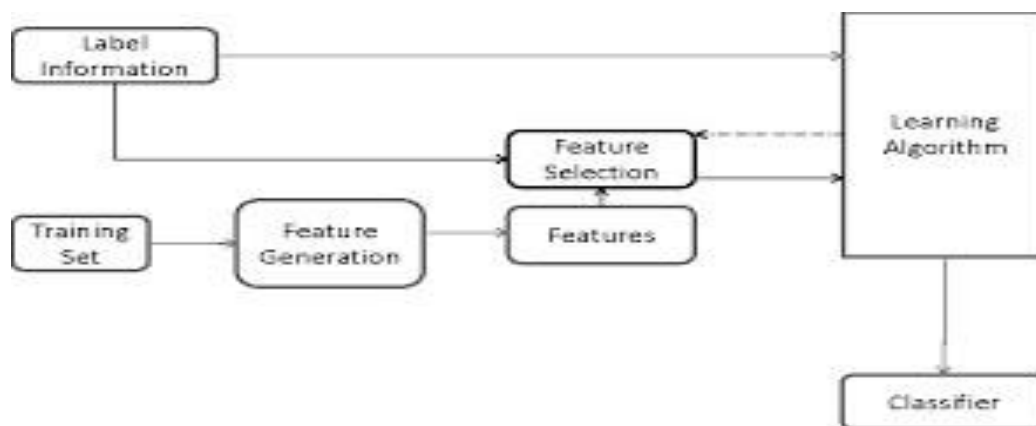 Label
Information
Feature
Selection
Learning
Algorithm
Training
Set
Feature
Generation
Features
Classifier